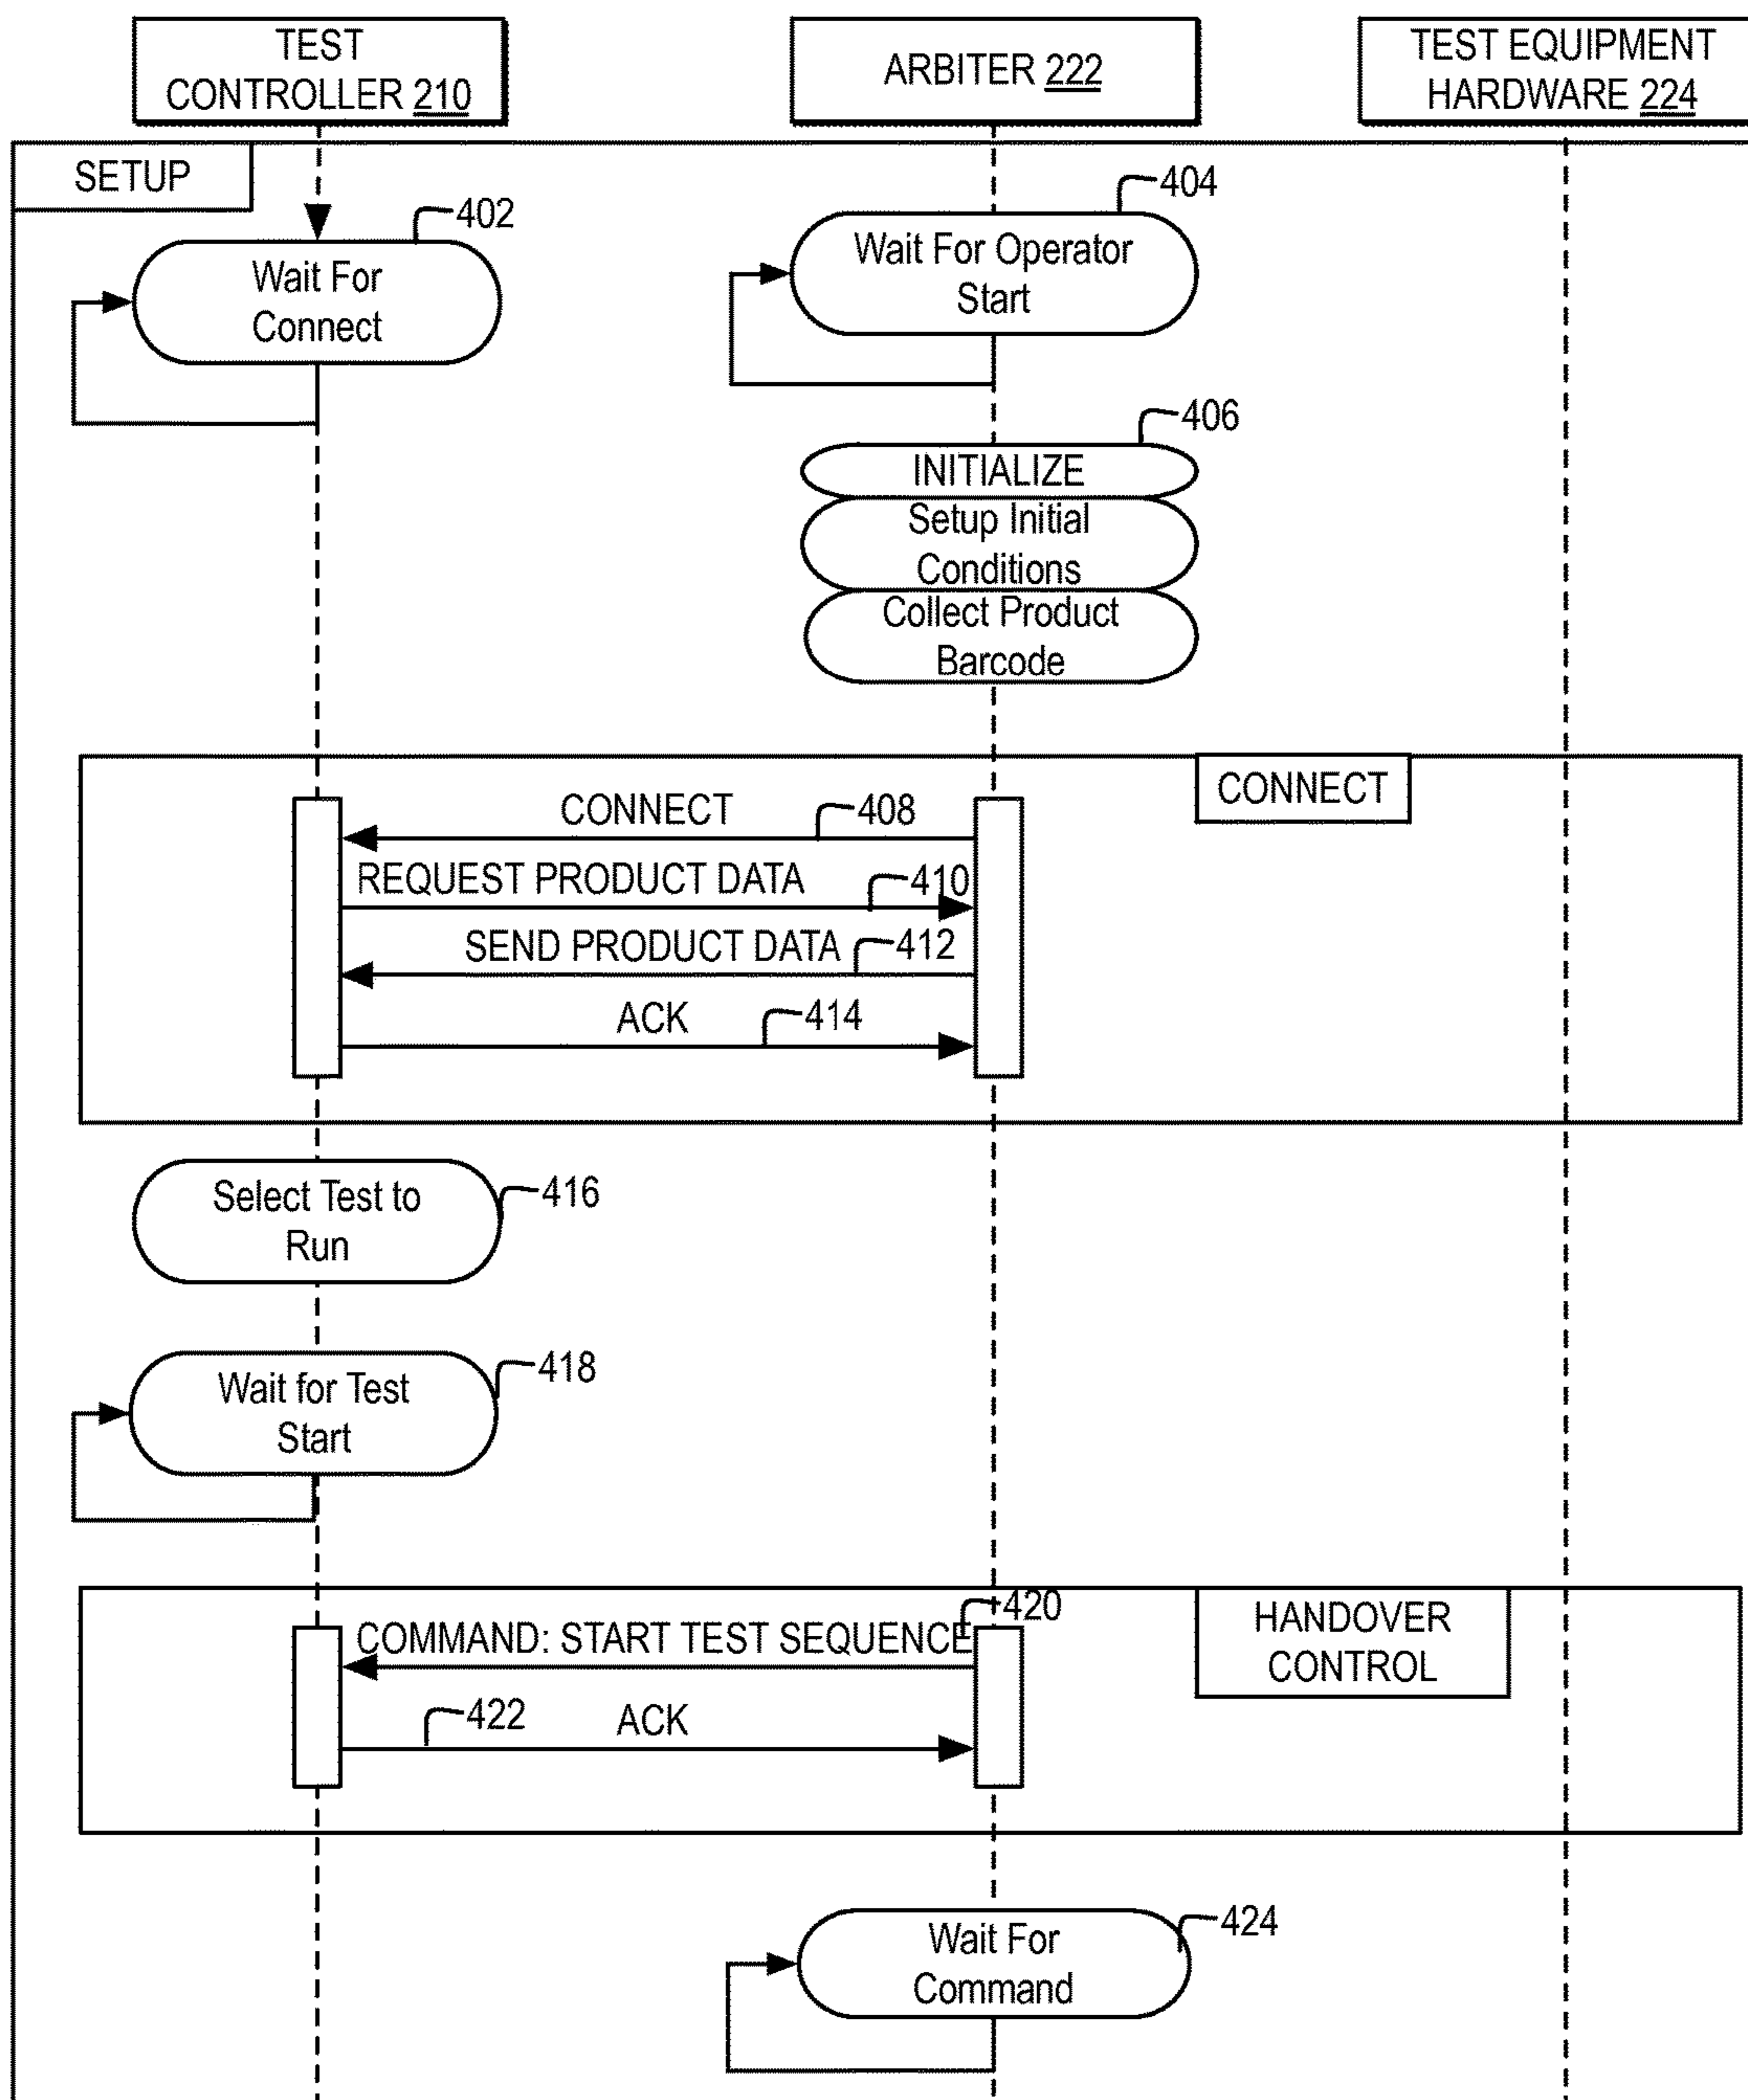 TEST
CONTROLLER 210
ARBITER 222
TEST EQUIPMENT
HARDWARE 224
SETUP
402
404
Wait For
Connect
Wait For Operator
Start
406
INITIALIZE
Setup Initial
Conditions
Collect Product
Barcode
CONNECT
CONNECT
408
REQUEST PRODUCT DATA
410
SEND PRODUCT DATA
412
ACK
414
Select Test to
Run
416
Wait for Test
Start
418
COMMAND: START TEST SEQUENCE
420
HANDOVER
CONTROL
422
ACK
Wait For
Command
424